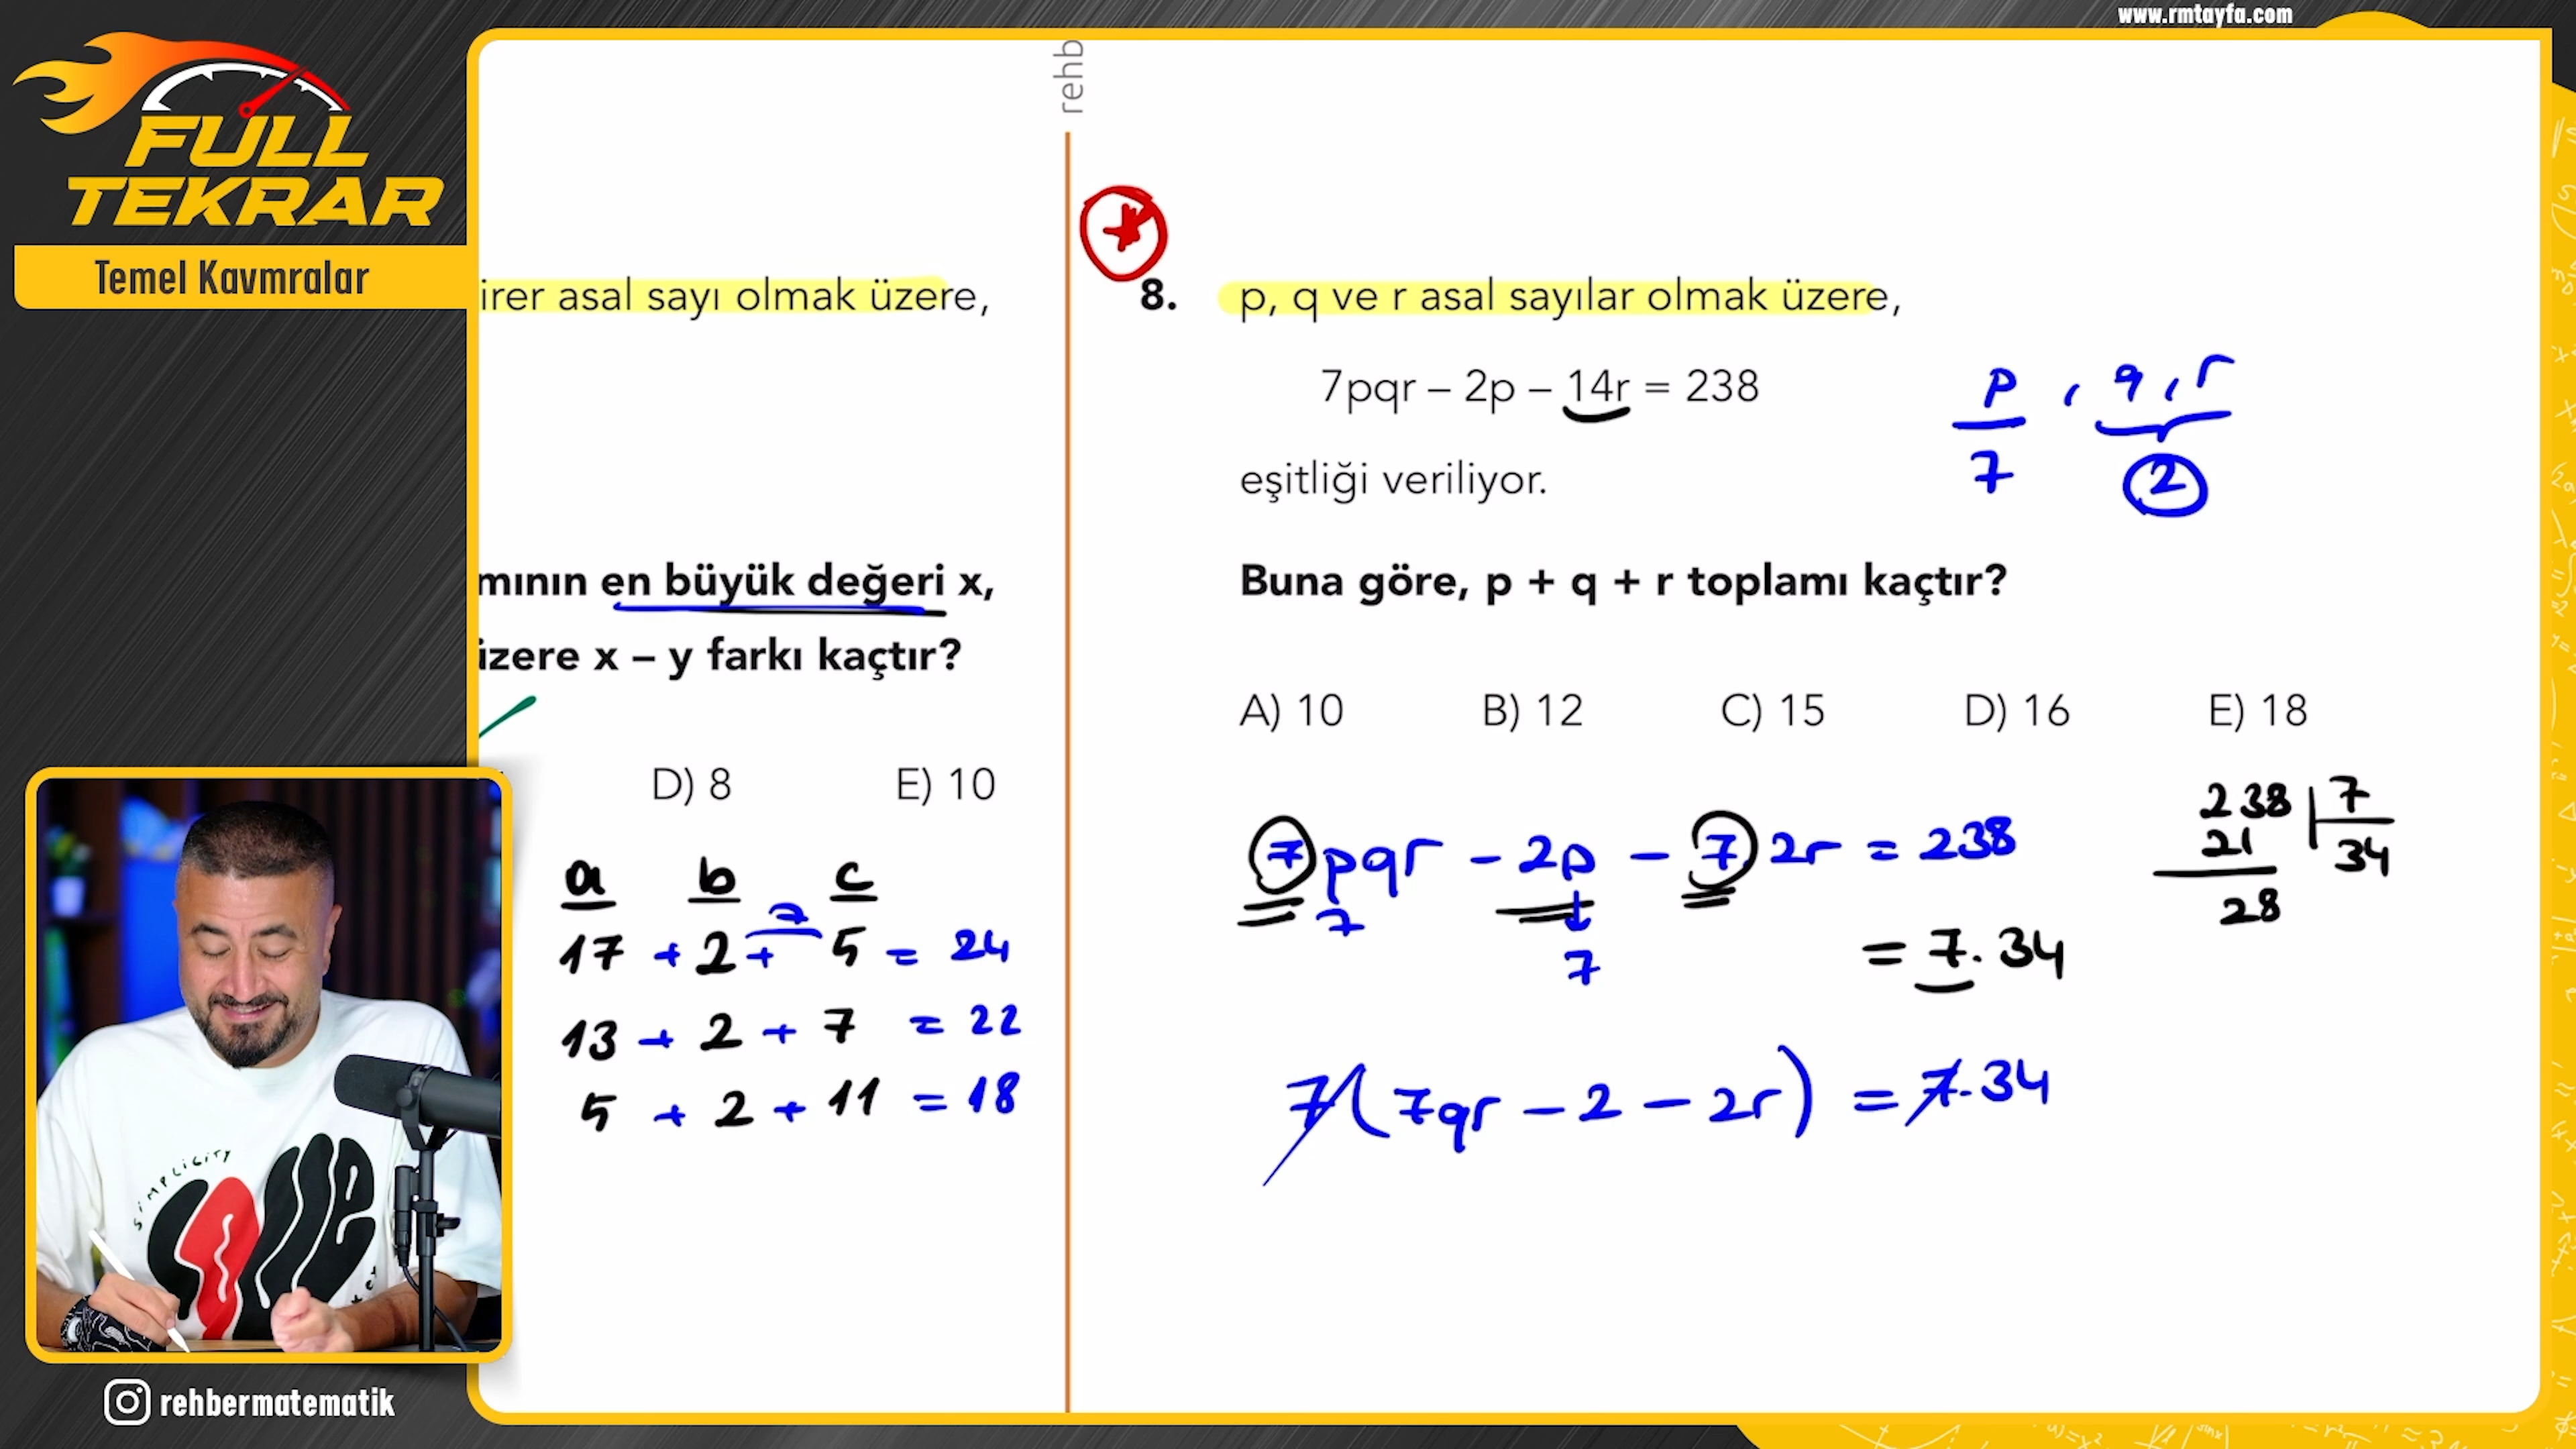 www.rmtayfa.com
FULL
TEKRAR
Temel Kavmralar
rehb
irer asal sayı olmak üzere,
mının en büyük değeri x,
üzere x – y farkı kaçtır?
D) 8 E) 10
a b c
7
17 + 2 + 5 = 24
13 + 2 + 7 = 22
5 + 2 + 11 = 18
8. p, q ve r asal sayılar olmak üzere,
7pqr – 2p – 14r = 238
p , q , r
7 2
eşitliği veriliyor.
Buna göre, p + q + r toplamı kaçtır?
A) 10 B) 12 C) 15 D) 16 E) 18
7pqr - 2p - 7.2r = 238
7 7
= 7.34
238 7
21 34
28
7(7qr - 2 - 2r) = 7.34
SIMPLICITY
rehbermatematik